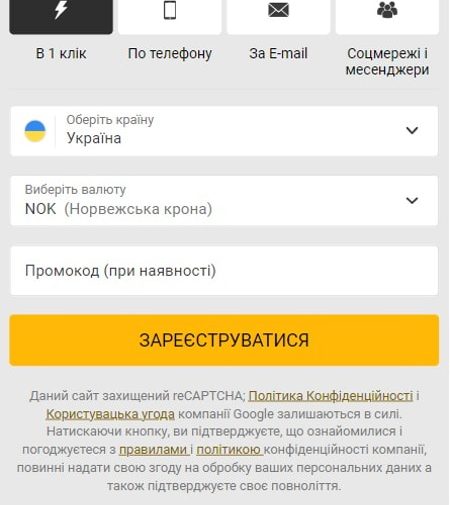 В 1 клік
По телефону
За E-mail
Соцмережі і
месенджери
Оберіть країну
Україна
Виберіть валюту
NOK (Норвежська крона)
Промокод (при наявності)
ЗАРЕЄСТРУВАТИСЯ
Даний сайт захищений reCAPTCHA; Політика Конфіденційності і
Користувацька угода компанії Google залишаються в силі.
Натискаючи кнопку, ви підтверджуєте, що ознайомилися і
погоджуєтеся з правилами і політикою конфіденційності компанії,
повинні надати свою згоду на обробку ваших персональних даних а
також підтверджуєте своє повноліття.